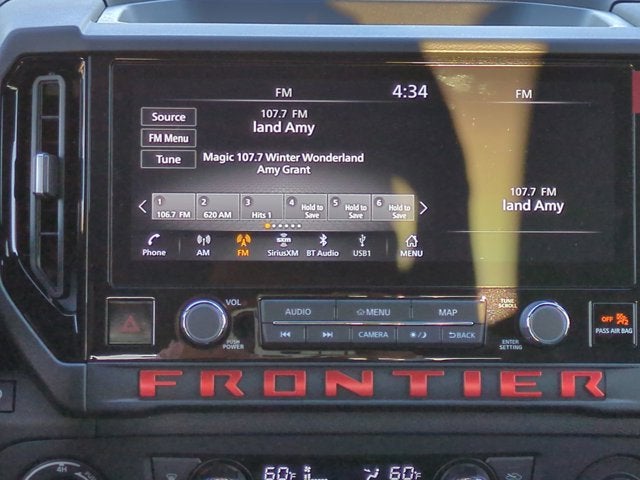 FM 4:34 FM
107.7 FM
land Amy
Source
FM Menu
Tune
Magic 107.7 Winter Wonderland
Amy Grant
107.7 FM
land Amy
1 2 3 4 5 6
106.7 FM 620 AM Hits 1 Hold to Save Hold to Save Hold to Save
Phone AM FM SiriusXM BT Audio USB1 MENU
VOL
PUSH POWER
AUDIO MENU MAP
CAMERA BACK
TUNE SCROLL
ENTER SETTING
OFF
PASS AIR BAG
FRONTIER
4H
60°F 60°F